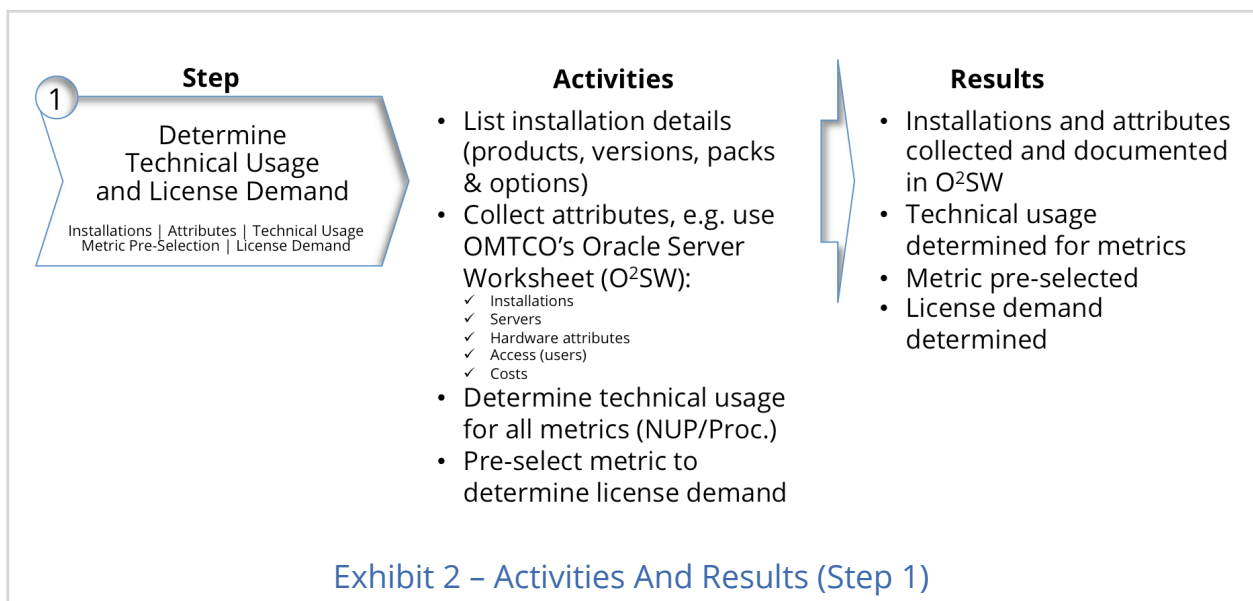 Step
1
Determine
Technical Usage
and License Demand
Installations | Attributes | Technical Usage
Metric Pre-Selection | License Demand
Activities
• List installation details
(products, versions, packs
& options)
• Collect attributes, e.g. use
OMTCO’s Oracle Server
Worksheet (O²SW):
✓ Installations
✓ Servers
✓ Hardware attributes
✓ Access (users)
✓ Costs
• Determine technical usage
for all metrics (NUP/Proc.)
• Pre-select metric to
determine license demand
Results
• Installations and attributes
collected and documented
in O²SW
• Technical usage
determined for metrics
• Metric pre-selected
• License demand
determined
Exhibit 2 – Activities And Results (Step 1)